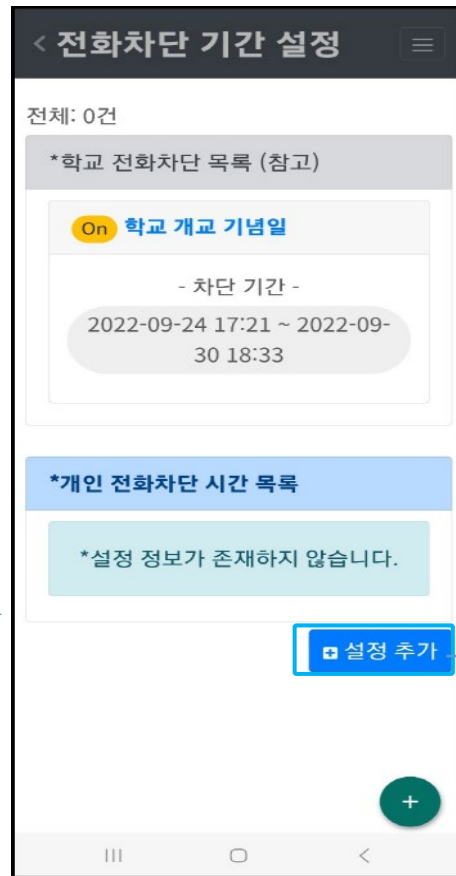 전화차단 기간 설정
전체: 0건
*학교 전화차단 목록 (참고)
On 학교 개교 기념일
- 차단 기간 -
2022-09-24 17:21 ~ 2022-09-
30 18:33
*개인 전화차단 시간 목록
*설정 정보가 존재하지 않습니다.
설정 추가